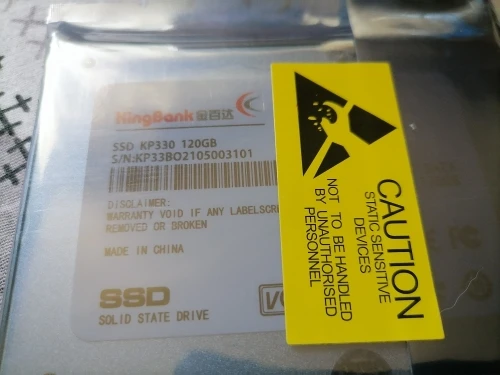 KingBank 金百达
SSD KP330 120GB
S/N:KP33BO2105003101
DISCLAIMER:
WARRANTY VOID IF ANY LABELSCRE
REMOVED OR BROKEN
MADE IN CHINA
SSD
SOLID STATE DRIVE
CAUTION
STATIC SENSITIVE
DEVICES
NOT TO BE HANDLED
BY UNAUTHORISED
PERSONNEL